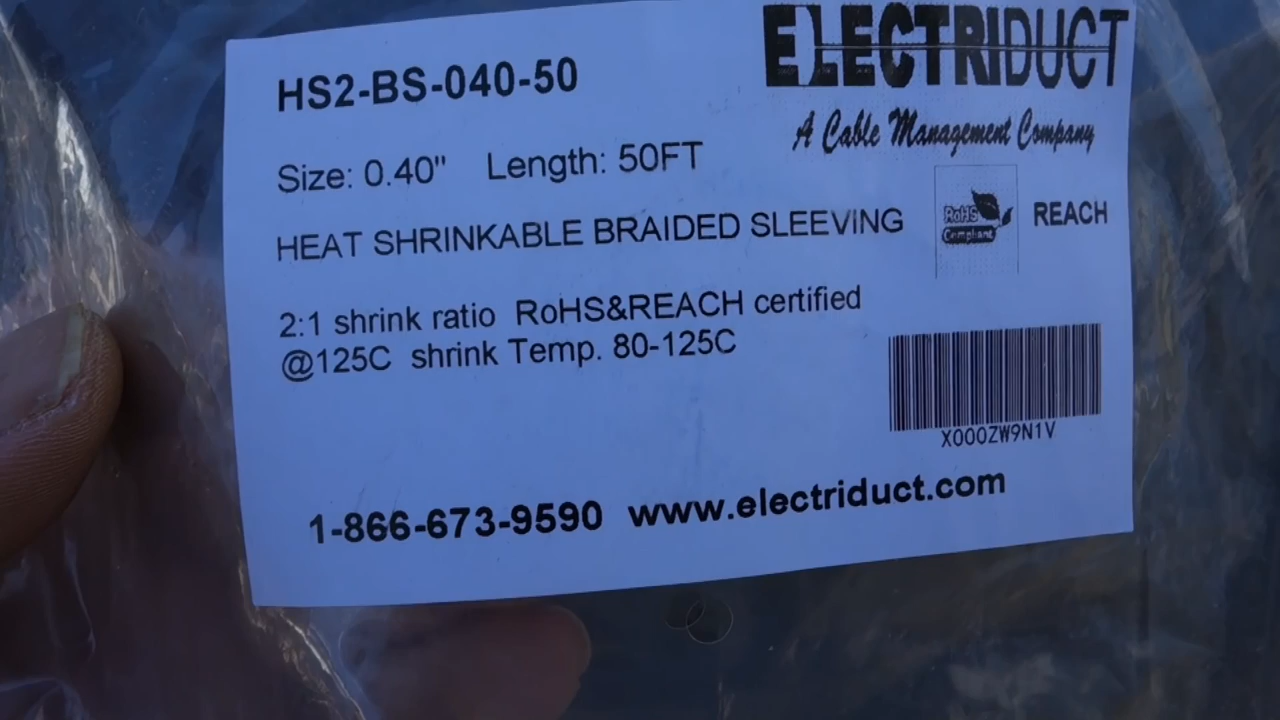 ELECTRIDUCT
A Cable Management Company
HS2-BS-040-50
Size: 0.40" Length: 50FT
HEAT SHRINKABLE BRAIDED SLEEVING
RoHS
Compliant
REACH
2:1 shrink ratio RoHS&REACH certified
@125C shrink Temp. 80-125C
X000ZW9N1V
1-866-673-9590 www.electriduct.com